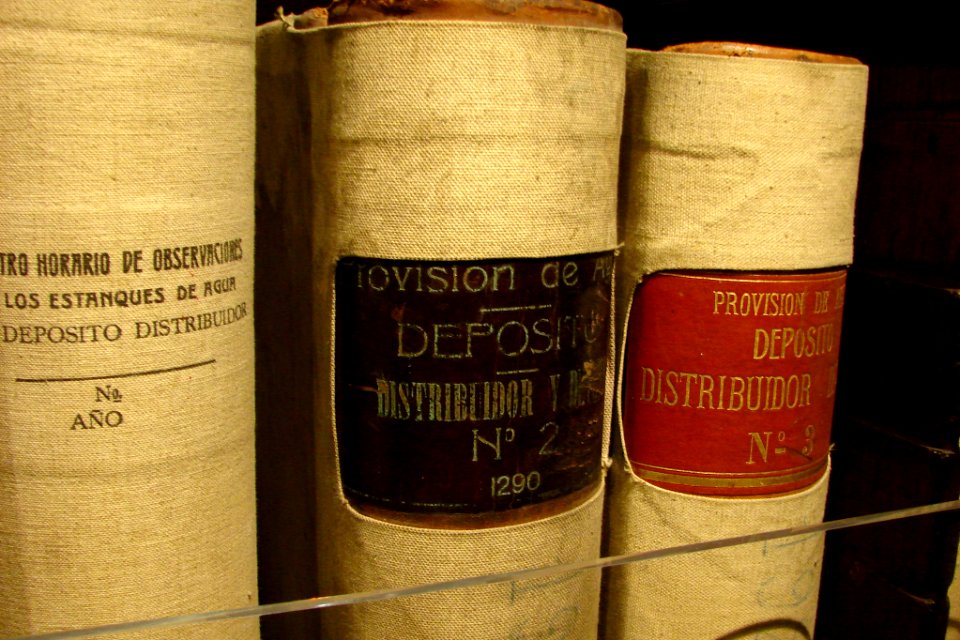 TRO HORARIO DE OBSERVACIONES
LOS ESTANQUES DE AGUA
DEPOSITO DISTRIBUIDOR
No.
AÑO
ROVISION de A
DEPOSITO
DISTRIBUIDOR Y
Nº 2
1290
PROVISION DE
DEPOSITO
DISTRIBUIDOR
Nº 3